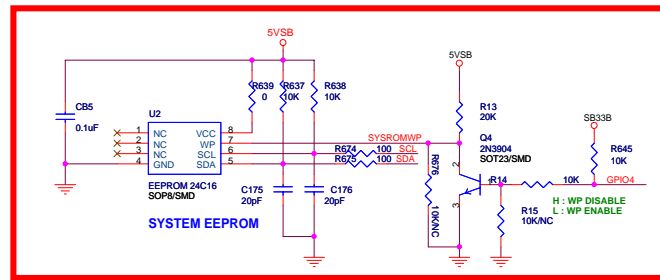 5VSB
5VSB
SB33B
CB5
0.1uF
R639
0
R637
10K
R638
10K
R13
20K
R645
10K
U2
1
NC
VCC
8
2
NC
WP
7
3
NC
SCL
6
4
GND
SDA
5
EEPROM 24C16
SOP8/SMD
SYSROMWP
R674
100
SCL
R675
100
SDA
Q4
2N3904
SOT23/SMD
2
1
3
R14
10K
GPIO4
R676
10K/NC
R15
10K/NC
H : WP DISABLE
L : WP ENABLE
C175
20pF
C176
20pF
SYSTEM EEPROM